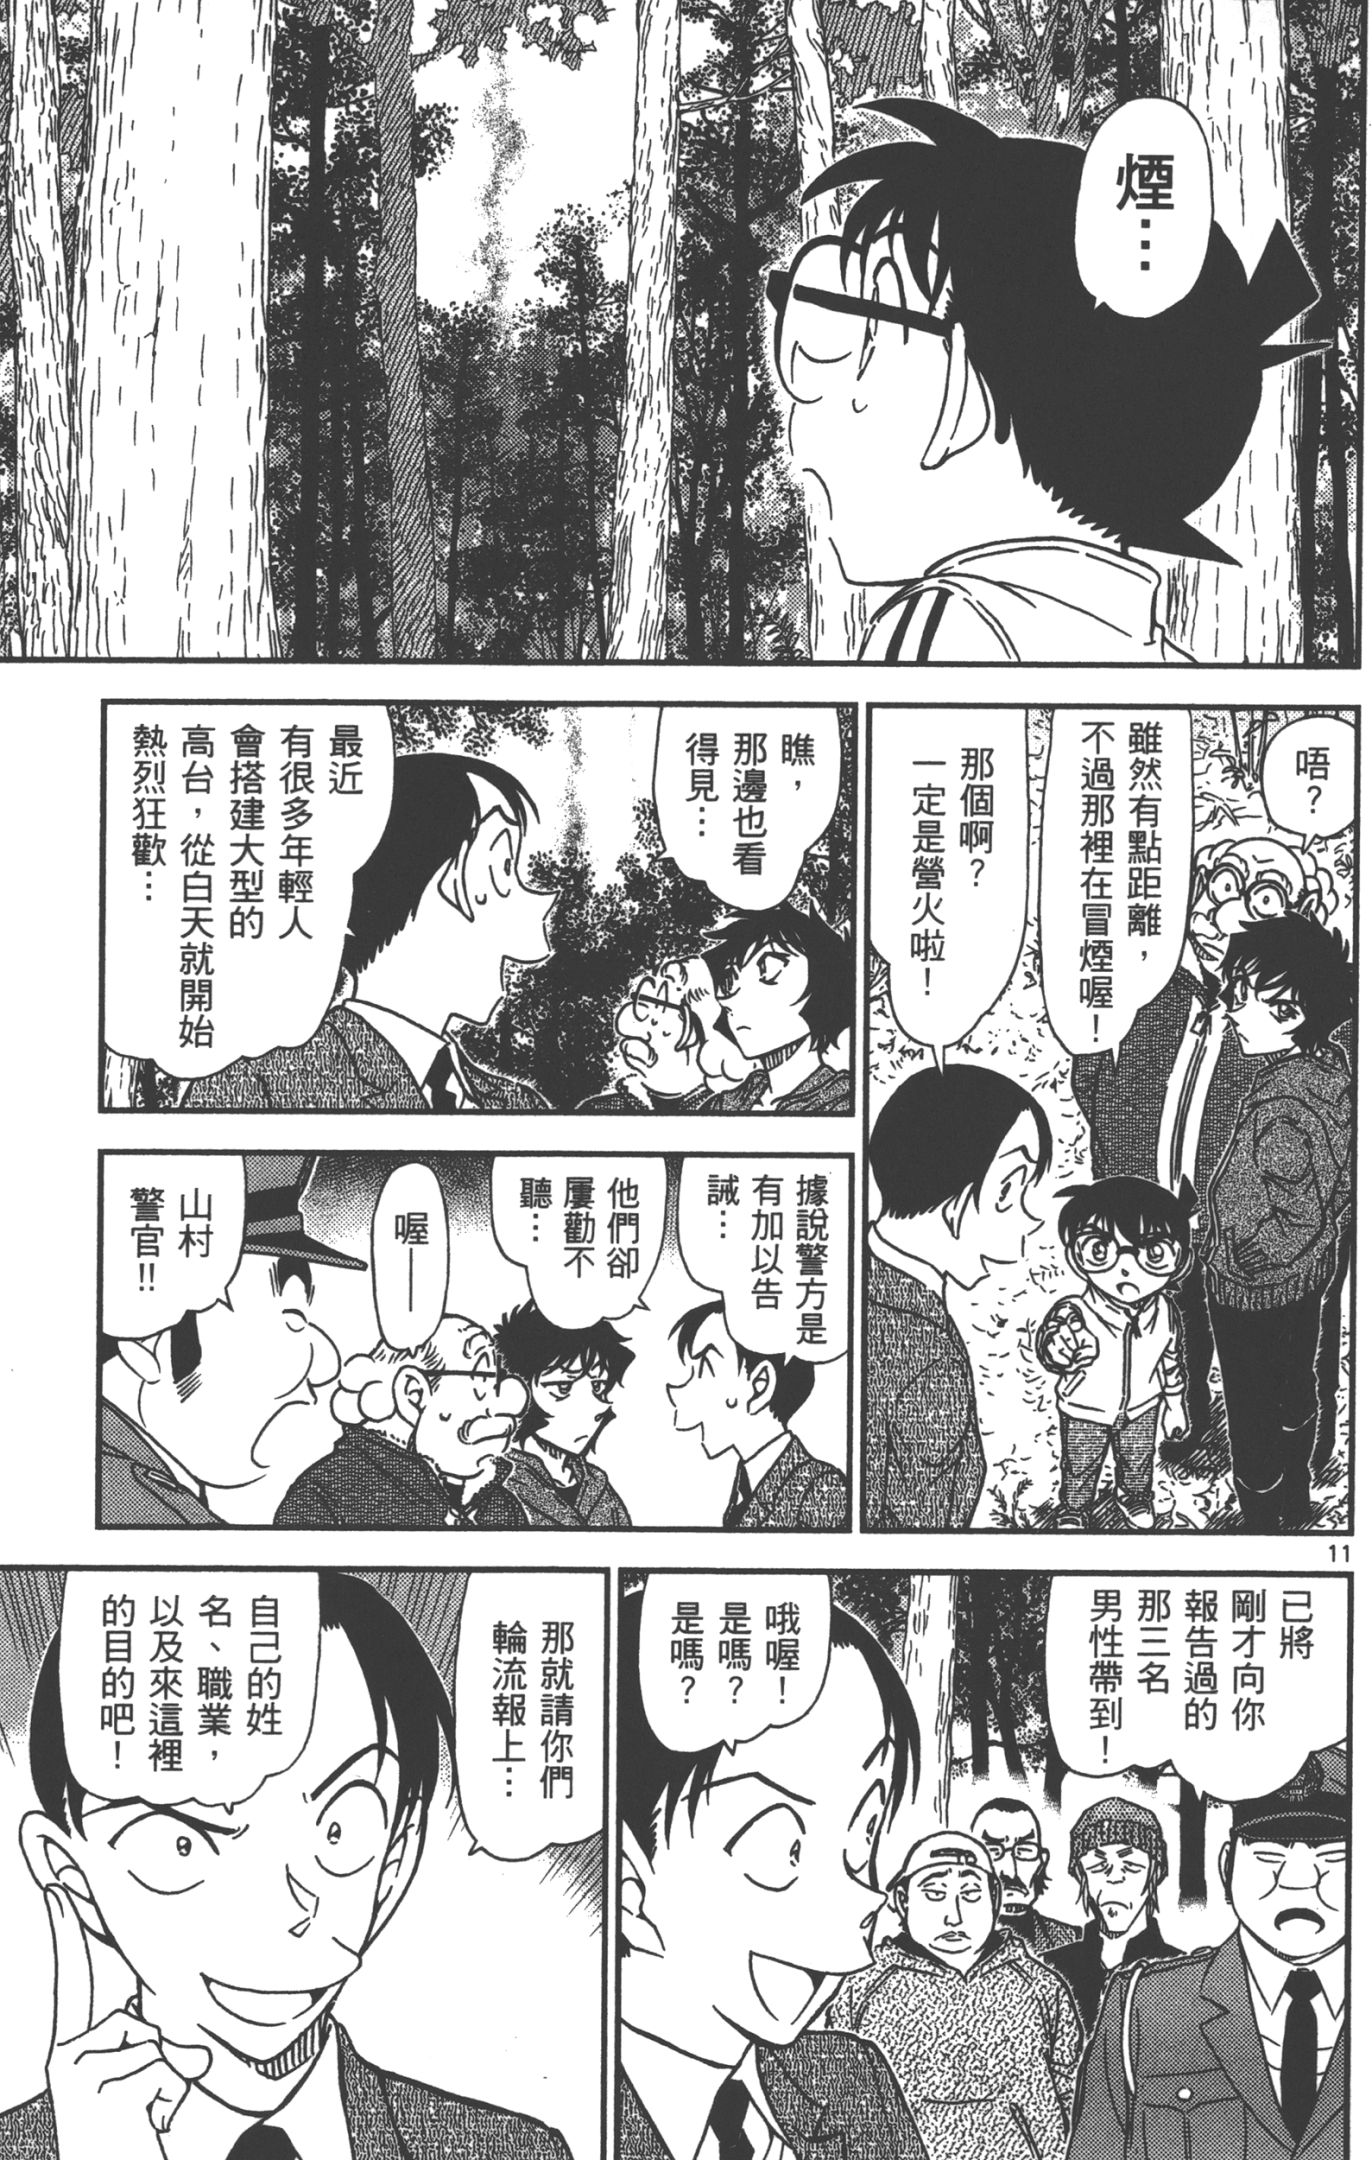 煙…
唔？
雖然有點距離，
不過那裡在冒煙喔！
那個啊？
一定是營火啦！
瞧，
那邊也看
得見…
最近
有很多年輕人
會搭建大型的
高台，從白天就開始
熱烈狂歡…
據說警方是
有加以告
誡…
他們卻
屢勸不
聽…
喔—
山村
警官!!
11
已將
剛才向你
報告過的
那三名
男性帶到！
哦喔！
是嗎？
是嗎？
那就請你們
輪流報上…
自己的姓
名、職業，
以及來這裡
的目的吧！